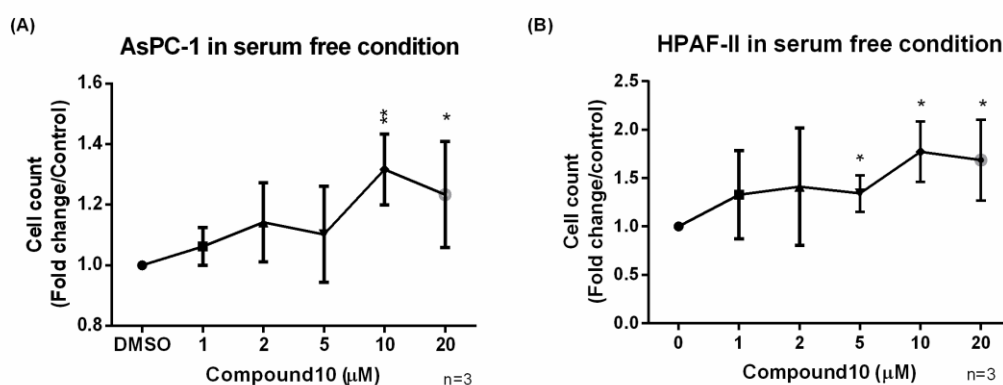 (A)
AsPC-1 in serum free condition
Cell count
(Fold change/Control)
1.6
1.4
1.2
1.0
0.8
‡
*
DMSO 1 2 5 10 20
Compound10 (μM)
n=3
(B)
HPAF-II in serum free condition
Cell count
(Fold change/control)
2.5
2.0
1.5
1.0
0.5
0.0
*
*
*
0 1 2 5 10 20
Compound10 (μM)
n=3